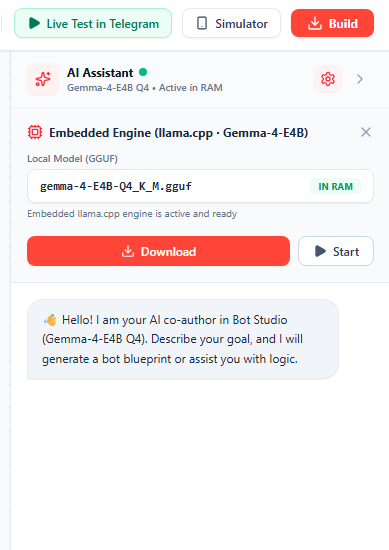 Live Test in Telegram
Simulator
Build
AI Assistant
Gemma-4-E4B Q4 • Active in RAM
Embedded Engine (llama.cpp · Gemma-4-E4B)
Local Model (GGUF)
gemma-4-E4B-Q4_K_M.gguf
IN RAM
Embedded llama.cpp engine is active and ready
Download
Start
👋 Hello! I am your AI co-author in Bot Studio
(Gemma-4-E4B Q4). Describe your goal, and I will
generate a bot blueprint or assist you with logic.